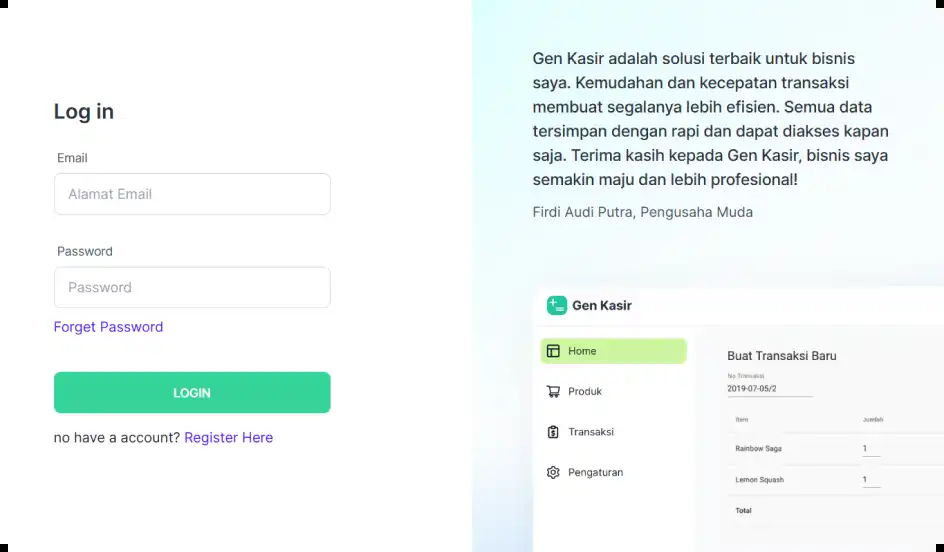 Log in
Email
Alamat Email
Password
Password
Forget Password
LOGIN
no have a account? Register Here
Gen Kasir adalah solusi terbaik untuk bisnis
saya. Kemudahan dan kecepatan transaksi
membuat segalanya lebih efisien. Semua data
tersimpan dengan rapi dan dapat diakses kapan
saja. Terima kasih kepada Gen Kasir, bisnis saya
semakin maju dan lebih profesional!
Firdi Audi Putra, Pengusaha Muda
Gen Kasir
Home
Produk
Transaksi
Pengaturan
Buat Transaksi Baru
No.Transaksi
2019-07-05/2
Item Jumlah
Rainbow Saga 1
Lemon Squash 1
Total